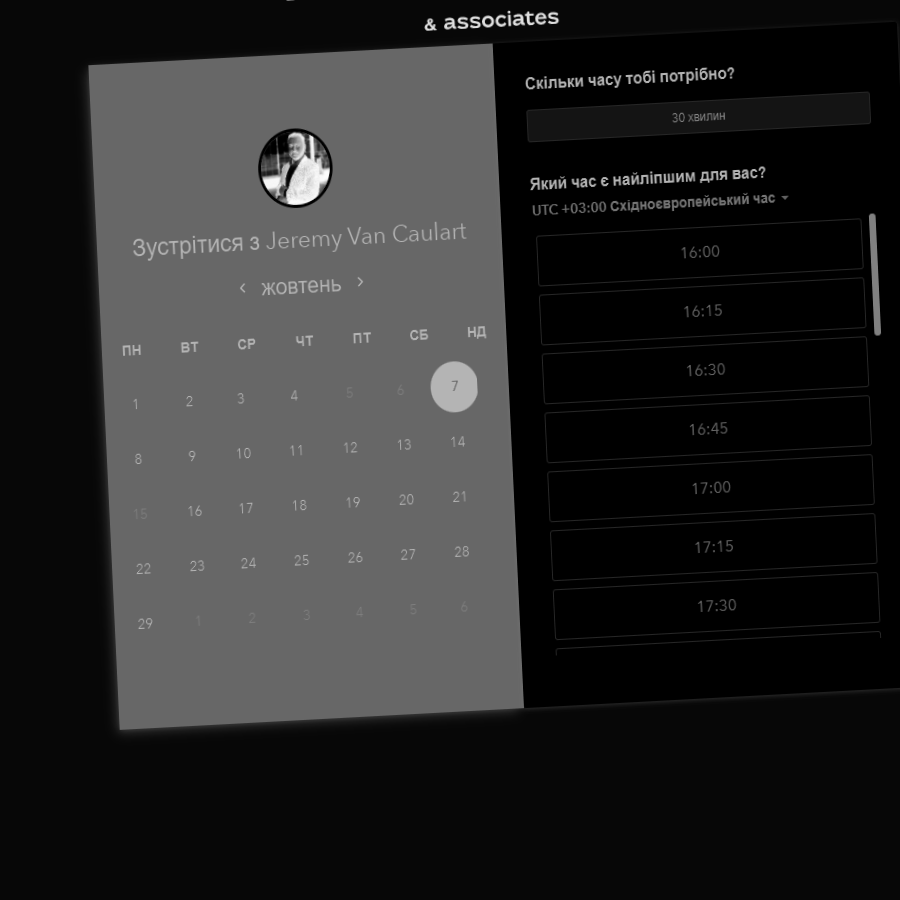 & associates
Зустрітися з Jeremy Van Caulart
‹ жовтень ›
ПН ВТ СР ЧТ ПТ СБ НД
1 2 3 4 5 6 7
8 9 10 11 12 13 14
15 16 17 18 19 20 21
22 23 24 25 26 27 28
29 1 2 3 4 5 6
Скільки часу тобі потрібно?
30 хвилин
Який час є найліпшим для вас?
UTC +03:00 Східноєвропейський час
16:00
16:15
16:30
16:45
17:00
17:15
17:30